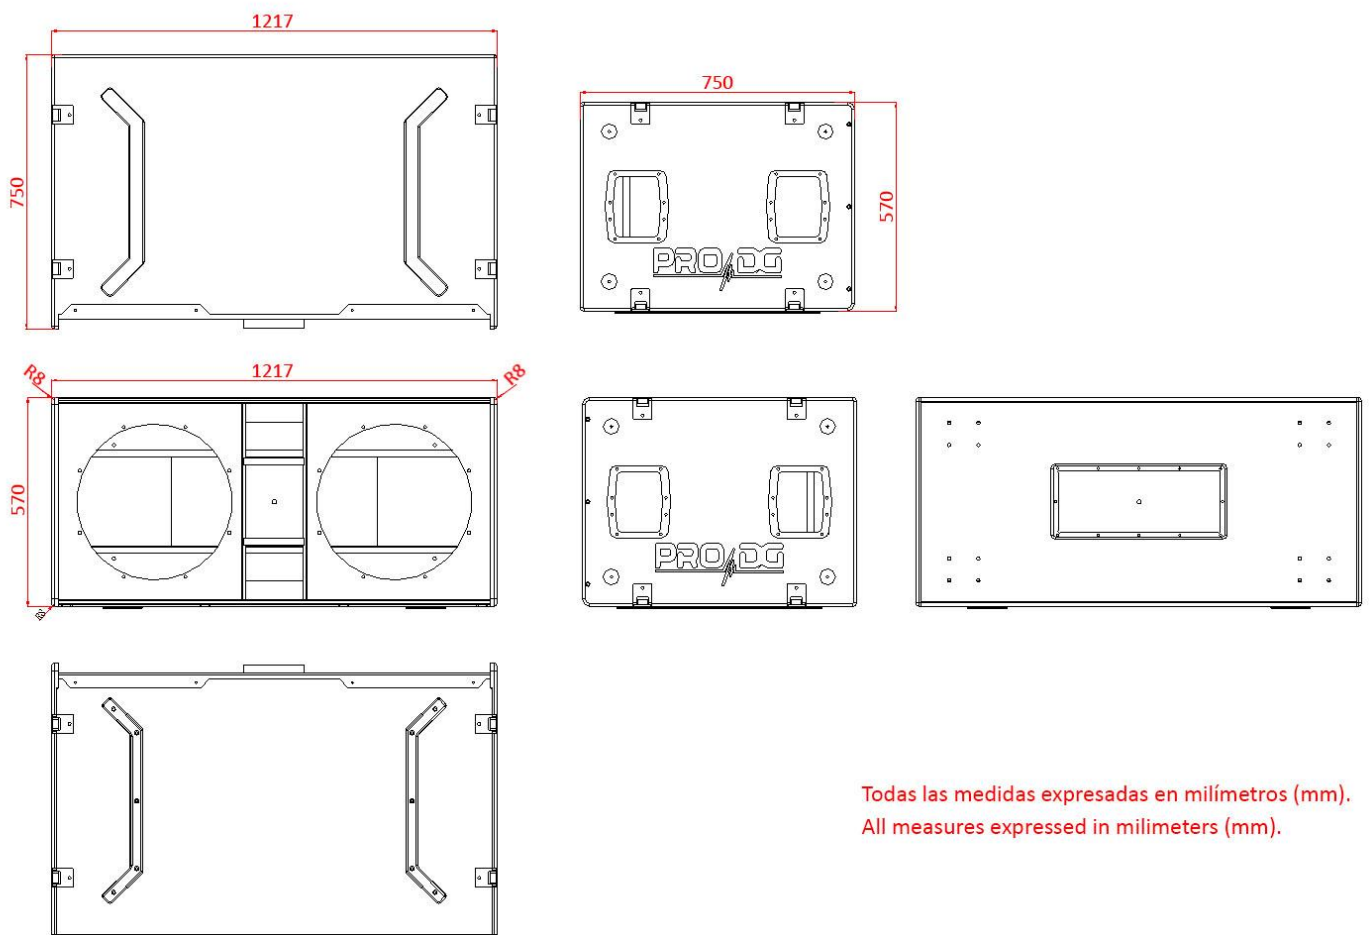 1217
750
750
570
PRO DG
R8
1217
R8
570
R2
PRO DG
Todas las medidas expresadas en milímetros (mm).
All measures expressed in milimeters (mm).